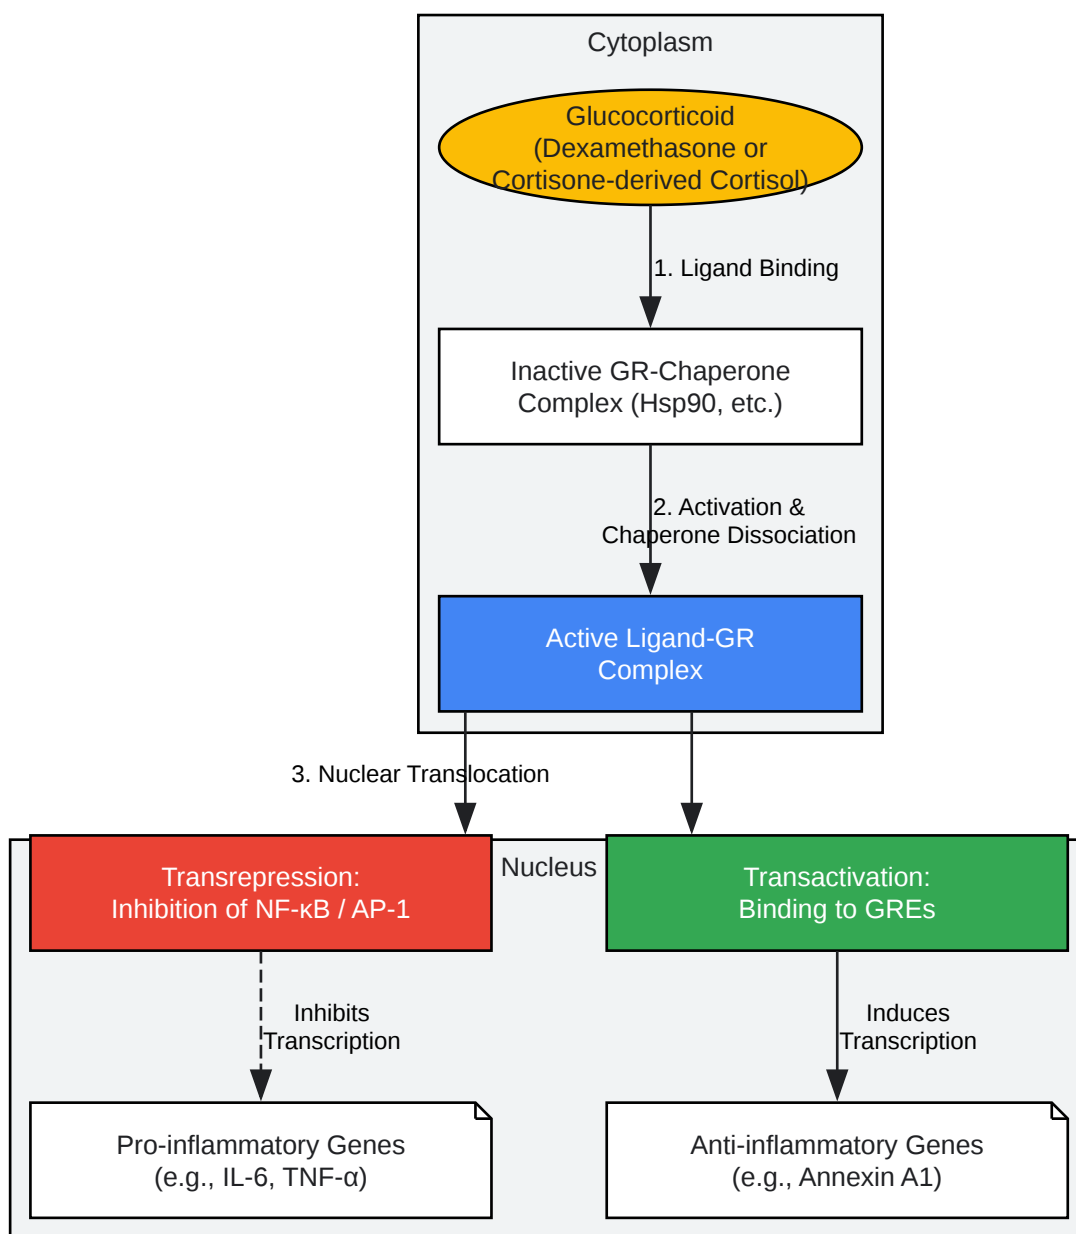 Cytoplasm
Glucocorticoid
(Dexamethasone or
Cortisone-derived Cortisol)
1. Ligand Binding
Inactive GR-Chaperone
Complex (Hsp90, etc.)
2. Activation &
Chaperone Dissociation
Active Ligand-GR
Complex
3. Nuclear Translocation
Nucleus
Transrepression:
Inhibition of NF-κB / AP-1
Transactivation:
Binding to GREs
Inhibits
Transcription
Induces
Transcription
Pro-inflammatory Genes
(e.g., IL-6, TNF-α)
Anti-inflammatory Genes
(e.g., Annexin A1)